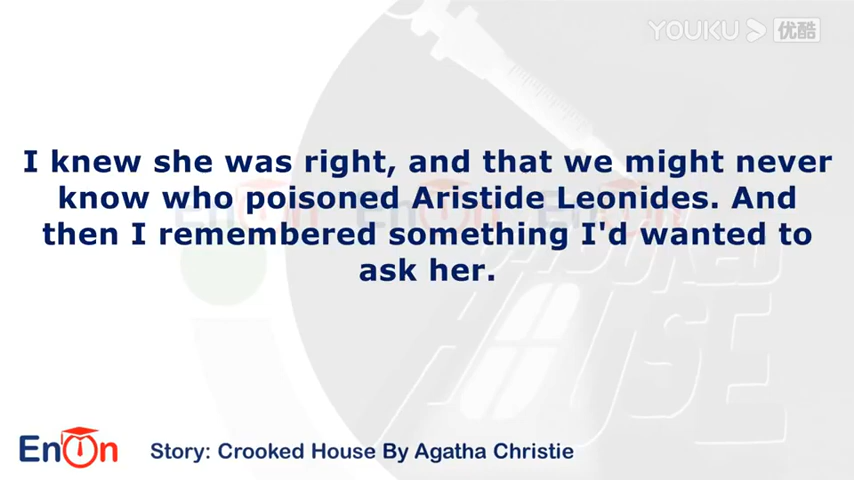 YOUKU 优酷
I knew she was right, and that we might never
know who poisoned Aristide Leonides. And
then I remembered something I'd wanted to
ask her.
HOUSE
EnOn
Story: Crooked House By Agatha Christie